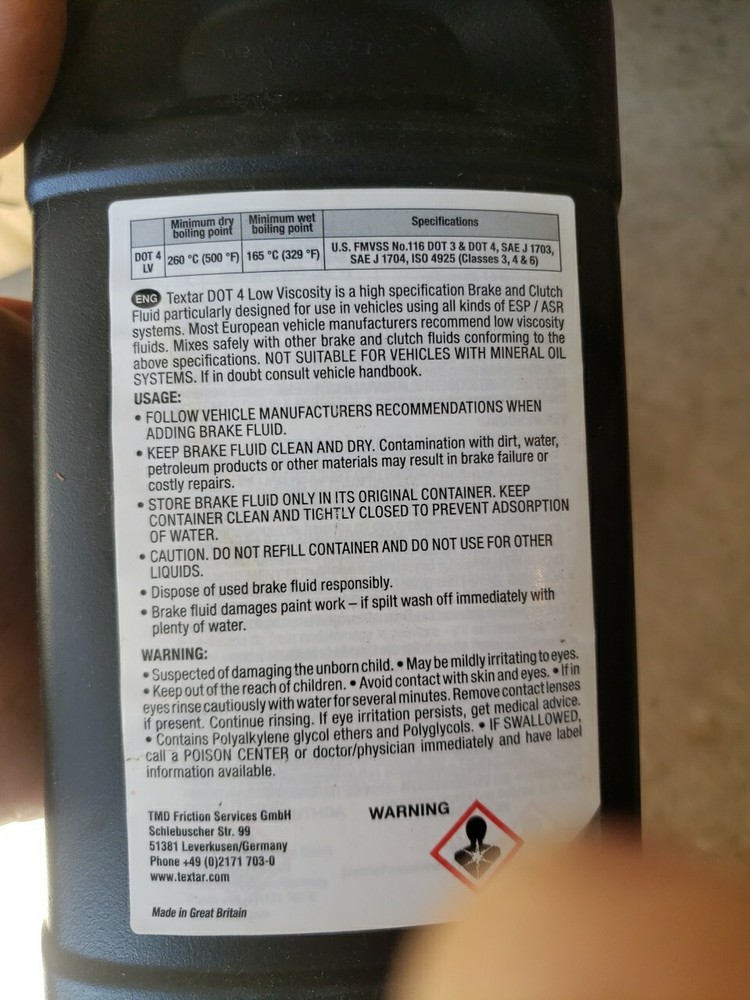 Minimum dry boiling point Minimum wet boiling point Specifications
DOT 4 LV 260 °C (500 °F) 165 °C (329 °F) U.S. FMVSS No.116 DOT 3 & DOT 4, SAE J 1703,
SAE J 1704, ISO 4925 (Classes 3, 4 & 6)
ENG Textar DOT 4 Low Viscosity is a high specification Brake and Clutch
Fluid particularly designed for use in vehicles using all kinds of ESP / ASR
systems. Most European vehicle manufacturers recommend low viscosity
fluids. Mixes safely with other brake and clutch fluids conforming to the
above specifications. NOT SUITABLE FOR VEHICLES WITH MINERAL OIL
SYSTEMS. If in doubt consult vehicle handbook.
USAGE:
• FOLLOW VEHICLE MANUFACTURERS RECOMMENDATIONS WHEN
ADDING BRAKE FLUID.
• KEEP BRAKE FLUID CLEAN AND DRY. Contamination with dirt, water,
petroleum products or other materials may result in brake failure or
costly repairs.
• STORE BRAKE FLUID ONLY IN ITS ORIGINAL CONTAINER. KEEP
CONTAINER CLEAN AND TIGHTLY CLOSED TO PREVENT ADSORPTION
OF WATER.
• CAUTION. DO NOT REFILL CONTAINER AND DO NOT USE FOR OTHER
LIQUIDS.
• Dispose of used brake fluid responsibly.
• Brake fluid damages paint work – if spilt wash off immediately with
plenty of water.
WARNING:
• Suspected of damaging the unborn child. • May be mildly irritating to eyes.
• Keep out of the reach of children. • Avoid contact with skin and eyes. • If in
eyes rinse cautiously with water for several minutes. Remove contact lenses
if present. Continue rinsing. If eye irritation persists, get medical advice.
• Contains Polyalkylene glycol ethers and Polyglycols. • IF SWALLOWED,
call a POISON CENTER or doctor/physician immediately and have label
information available.
TMD Friction Services GmbH
Schlebuscher Str. 99
51381 Leverkusen/Germany
Phone +49 (0)2171 703-0
www.textar.com
WARNING
Made in Great Britain